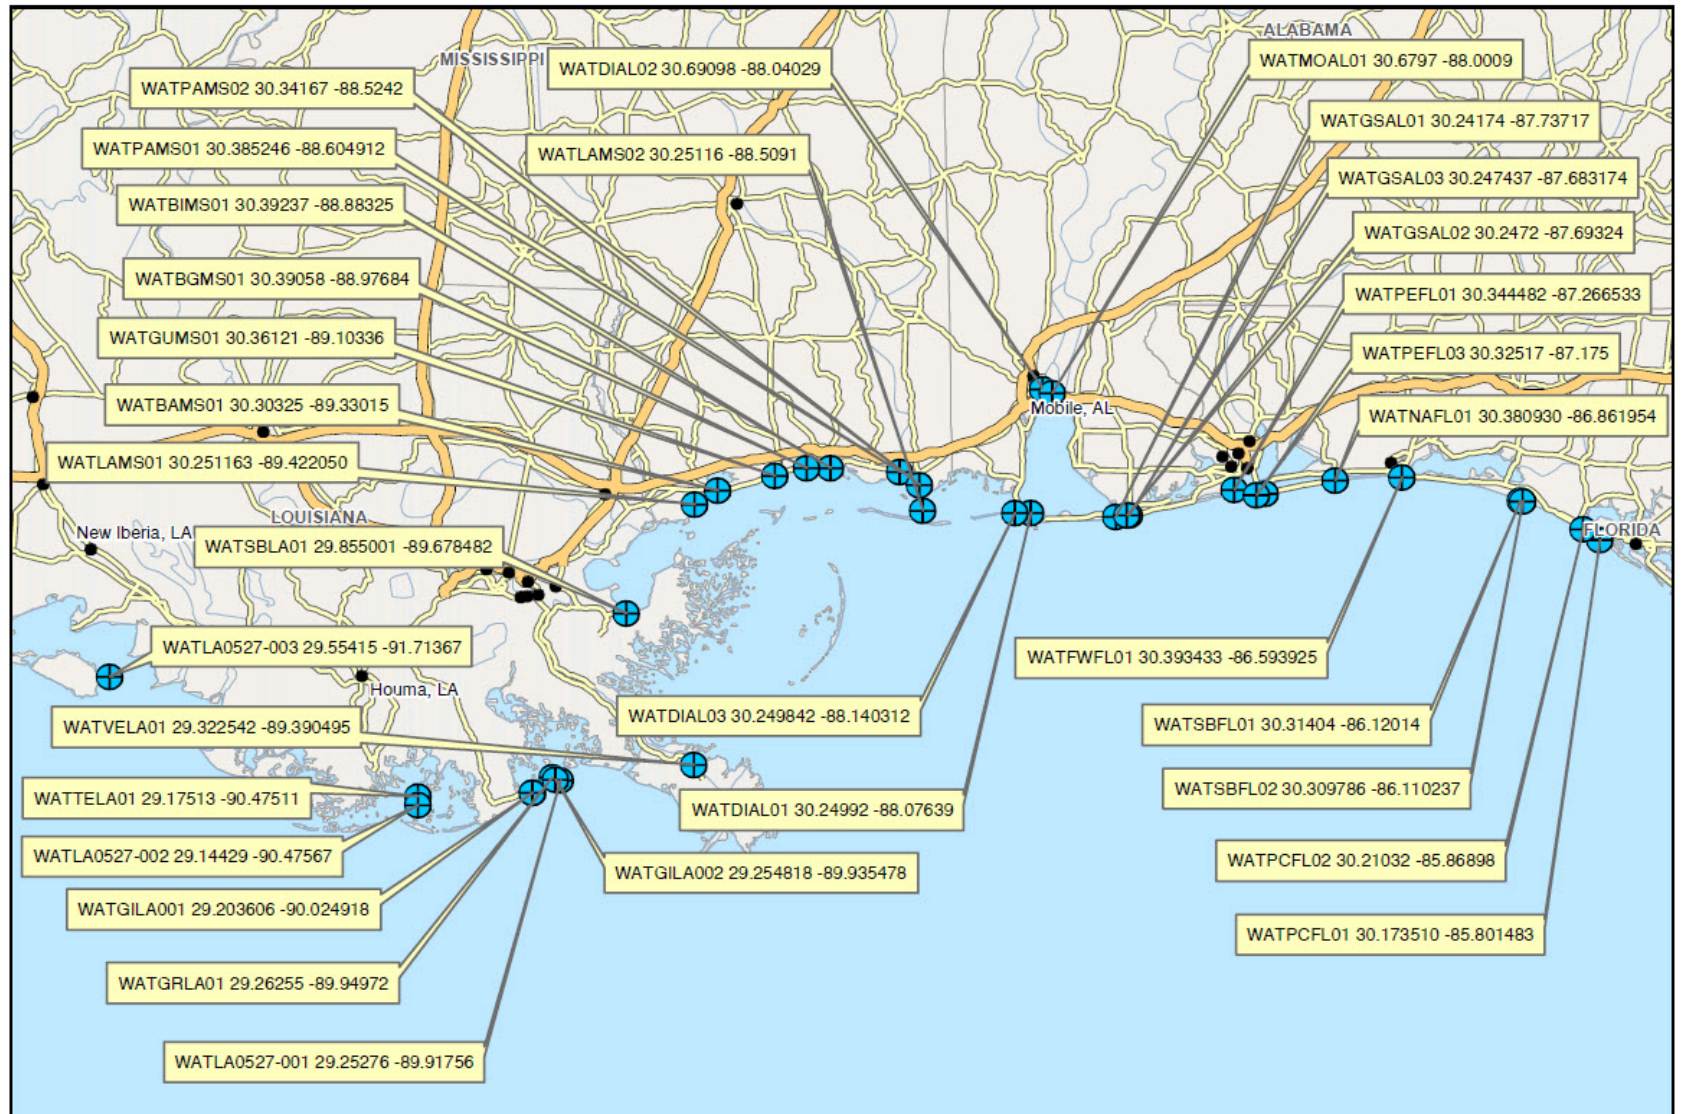 ALABAMA
MISSISSIPPI
WATDIAL02 30.69098 -88.04029
WATMOAL01 30.6797 -88.0009
WATPAMS02 30.34167 -88.5242
WATGSAL01 30.24174 -87.73717
WATPAMS01 30.385246 -88.604912
WATLAMS02 30.25116 -88.5091
WATGSAL03 30.247437 -87.683174
WATBIMS01 30.39237 -88.88325
WATGSAL02 30.2472 -87.69324
WATBGMS01 30.39058 -88.97684
WATPEFL01 30.344482 -87.266533
WATGUMS01 30.36121 -89.10336
WATPEFL03 30.32517 -87.175
WATBAMS01 30.30325 -89.33015
Mobile, AL
WATNAFL01 30.380930 -86.861954
WATLAMS01 30.251163 -89.422050
LOUISIANA
New Iberia, LA
FLORIDA
WATSBLA01 29.855001 -89.678482
WATLA0527-003 29.55415 -91.71367
WATFWFL01 30.393433 -86.593925
Houma, LA
WATDIAL03 30.249842 -88.140312
WATVELA01 29.322542 -89.390495
WATSBFL01 30.31404 -86.12014
WATTELA01 29.17513 -90.47511
WATSBFL02 30.309786 -86.110237
WATDIAL01 30.24992 -88.07639
WATLA0527-002 29.14429 -90.47567
WATPCFL02 30.21032 -85.86898
WATGILA002 29.254818 -89.935478
WATGILA001 29.203606 -90.024918
WATPCFL01 30.173510 -85.801483
WATGRLA01 29.26255 -89.94972
WATLA0527-001 29.25276 -89.91756